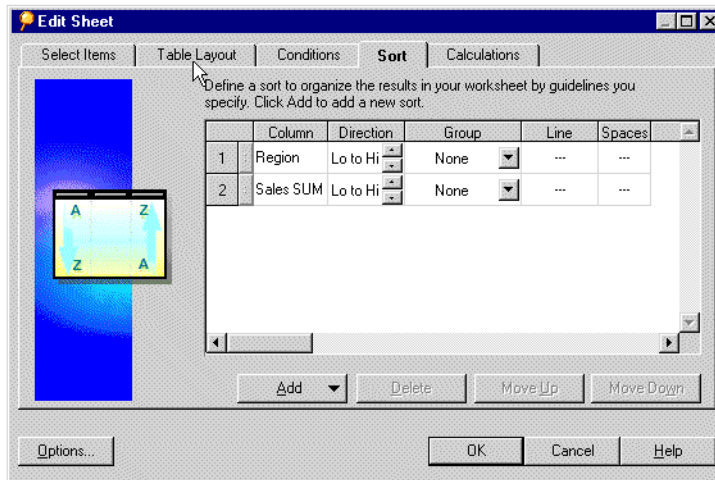 Edit Sheet
Select Items Table Layout Conditions Sort Calculations
Define a sort to organize the results in your worksheet by guidelines you
specify. Click Add to add a new sort.
Column Direction Group Line Spaces
1 Region Lo to Hi None --- ---
2 Sales SUM Lo to Hi None --- ---
A Z
Z A
Add Delete Move Up Move Down
Options... OK Cancel Help